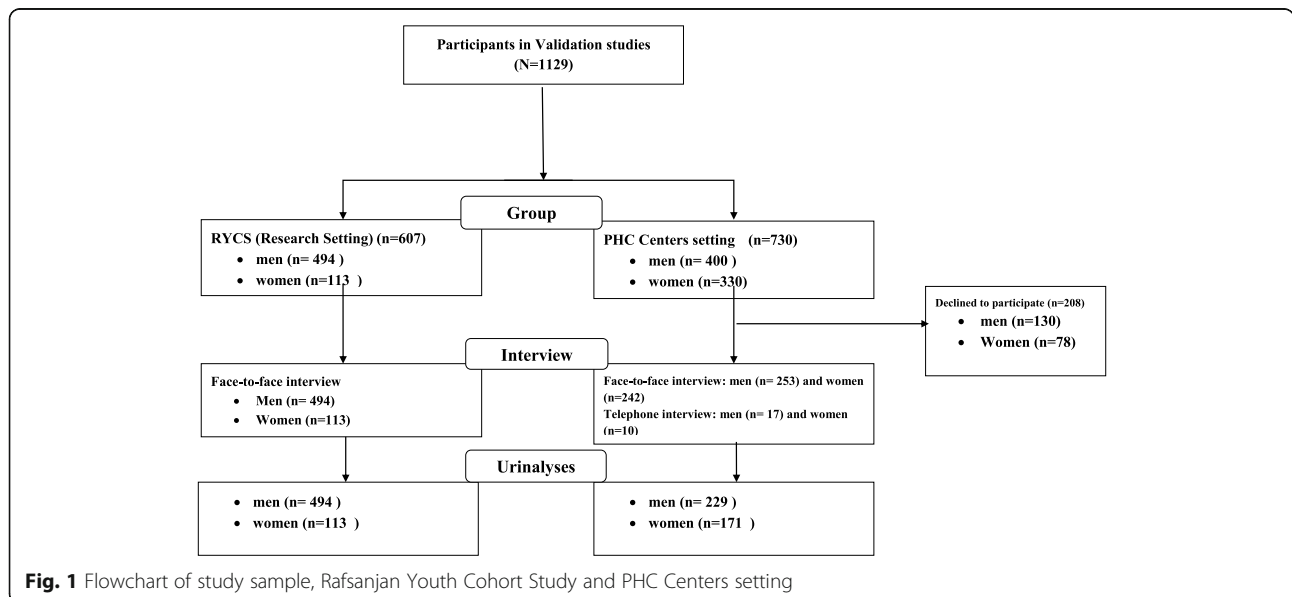 Participants in Validation studies
(N=1129)
Group
RYCS (Research Setting) (n=607)
• men (n= 494 )
• women (n=113 )
PHC Centers setting (n=730)
• men (n= 400 )
• women (n=330)
Declined to participate (n=208)
• men (n=130)
• Women (n=78)
Interview
Face-to-face interview
• Men (n= 494)
• Women (n=113)
Face-to-face interview: men (n= 253) and women
(n=242)
Telephone interview: men (n= 17) and women
(n=10)
Urinalyses
• men (n= 494 )
• women (n=113 )
• men (n= 229 )
• women (n=171 )
Fig. 1 Flowchart of study sample, Rafsanjan Youth Cohort Study and PHC Centers setting